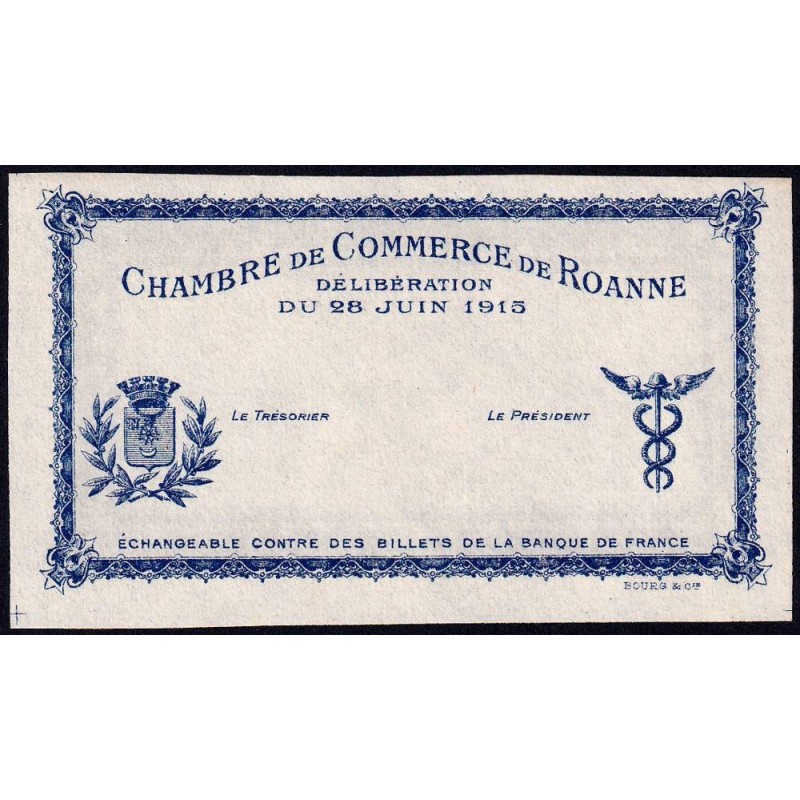 CHAMBRE DE COMMERCE DE ROANNE
DÉLIBÉRATION
DU 28 JUIN 1915
LE TRÉSORIER
LE PRÉSIDENT
ÉCHANGEABLE CONTRE DES BILLETS DE LA BANQUE DE FRANCE
BOURG & CIE